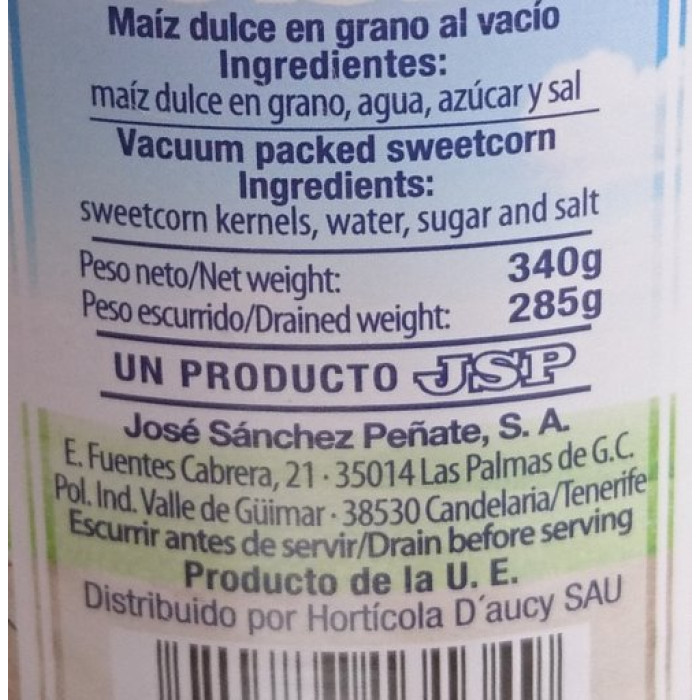 Maíz dulce en grano al vacío
Ingredientes:
maíz dulce en grano, agua, azúcar y sal
Vacuum packed sweetcorn
Ingredients:
sweetcorn kernels, water, sugar and salt
Peso neto/Net weight: 340g
Peso escurrido/Drained weight: 285g
UN PRODUCTO JSP
José Sánchez Peñate, S. A.
E. Fuentes Cabrera, 21 · 35014 Las Palmas de G.C.
Pol. Ind. Valle de Güimar · 38530 Candelaria/Tenerife
Escurrir antes de servir/Drain before serving
Producto de la U. E.
Distribuido por Hortícola D´aucy SAU